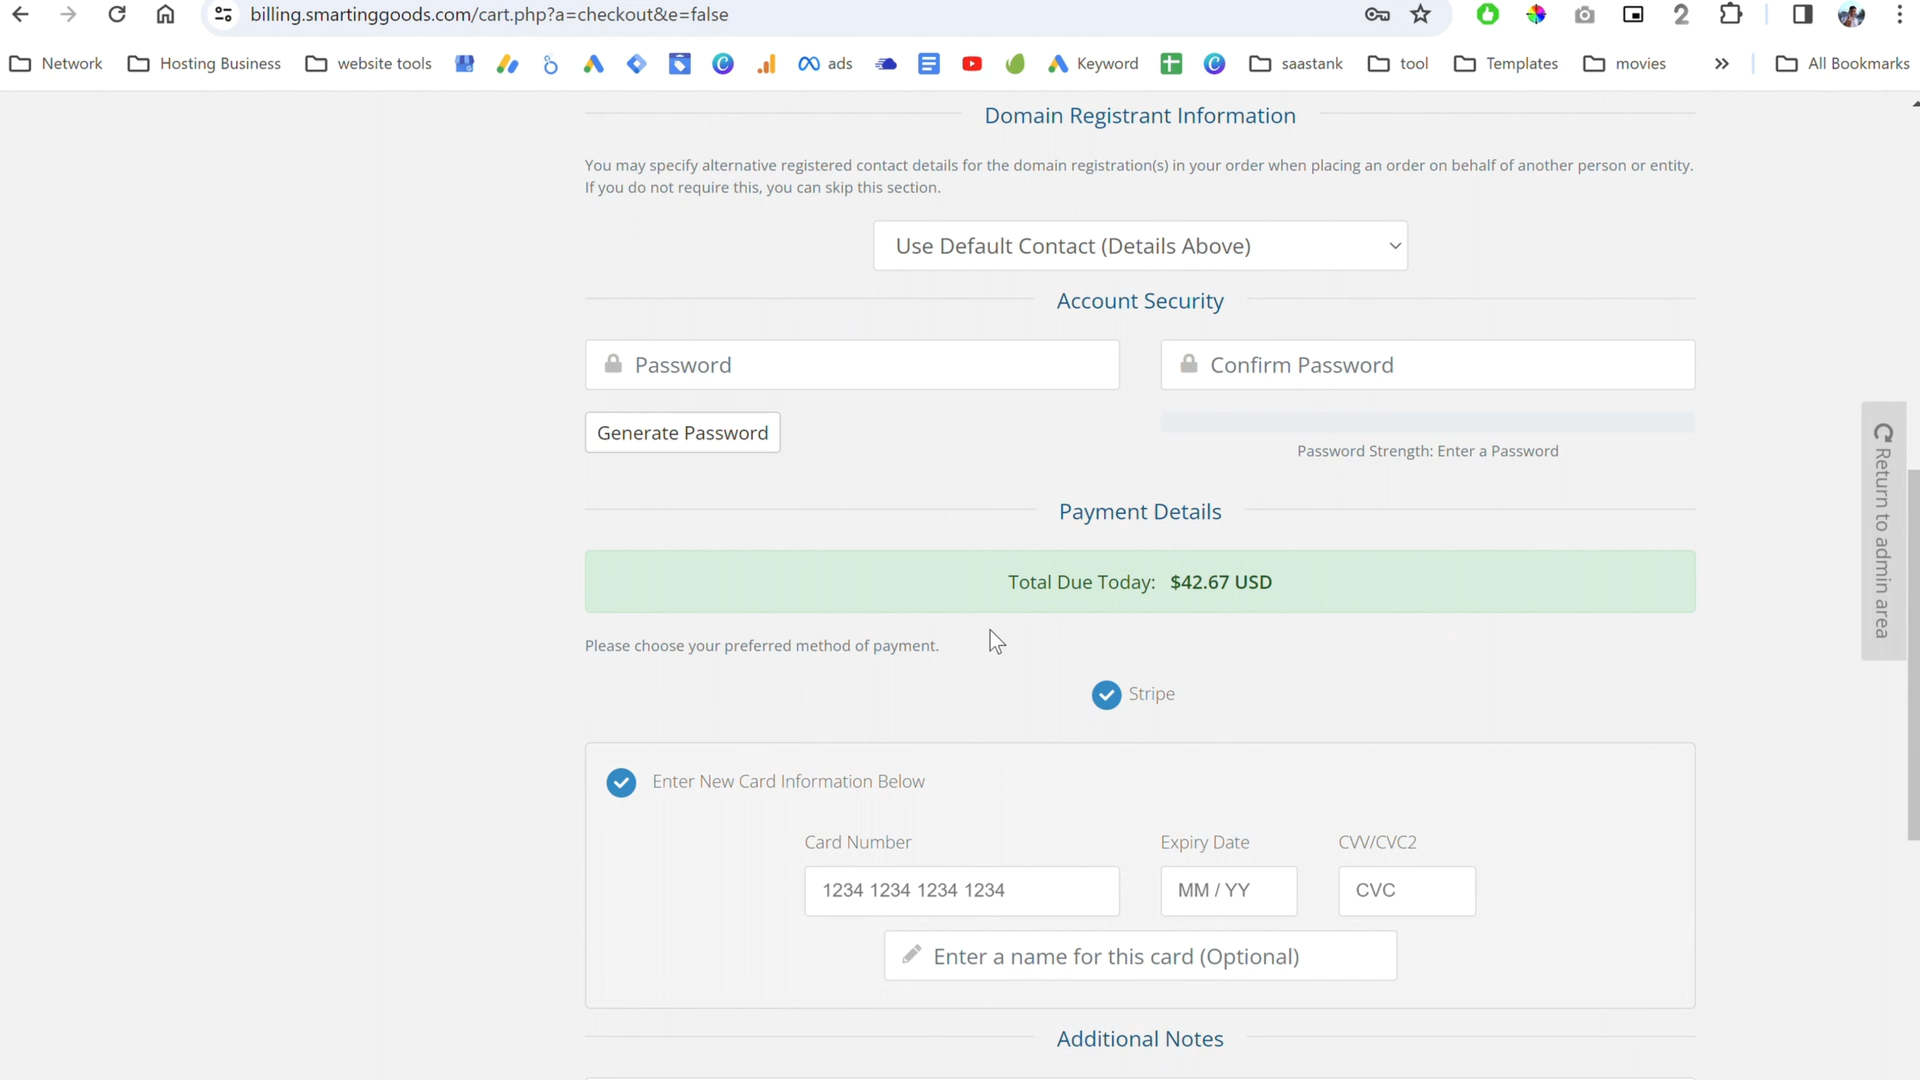 billing.smartinggoods.com/cart.php?a=checkout&e=false
Network
Hosting Business
website tools
ads
Keyword
saastank
tool
Templates
movies
All Bookmarks
Domain Registrant Information
You may specify alternative registered contact details for the domain registration(s) in your order when placing an order on behalf of another person or entity.
If you do not require this, you can skip this section.
Use Default Contact (Details Above)
Account Security
Password
Confirm Password
Generate Password
Password Strength: Enter a Password
Return to admin area
Payment Details
Total Due Today: $42.67 USD
Please choose your preferred method of payment.
Stripe
Enter New Card Information Below
Card Number
Expiry Date
CVV/CVC2
1234 1234 1234 1234
MM / YY
CVC
Enter a name for this card (Optional)
Additional Notes